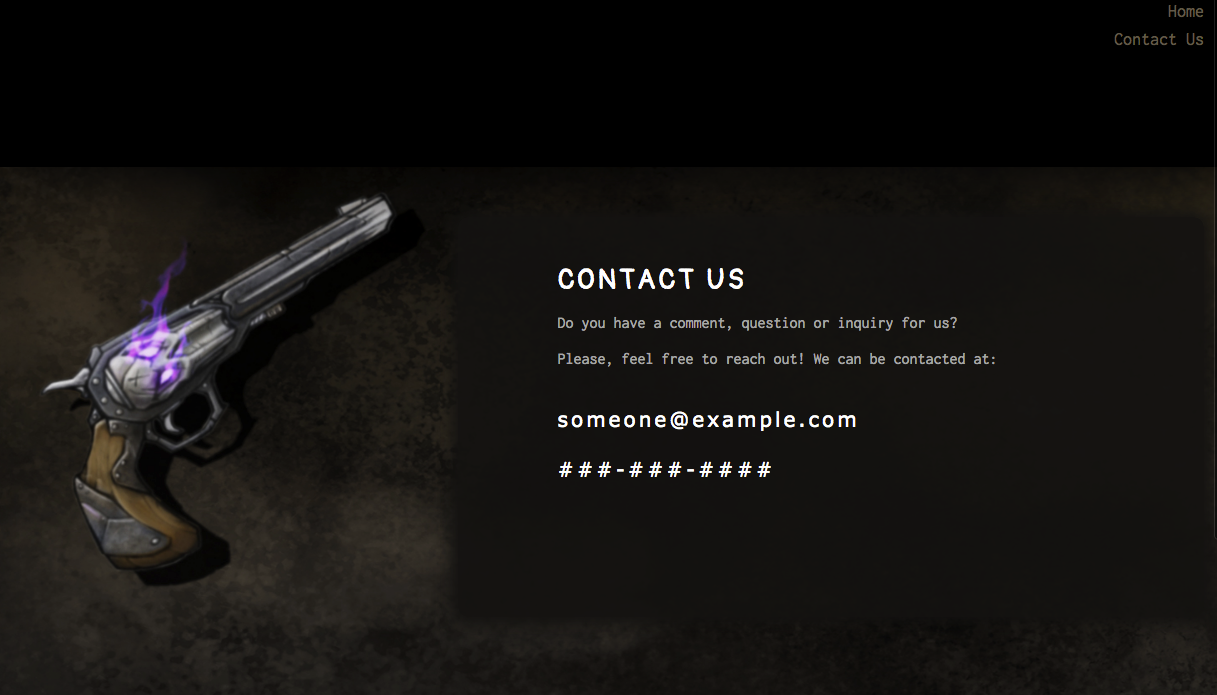 Home
Contact Us
CONTACT US
Do you have a comment, question or inquiry for us?
Please, feel free to reach out! We can be contacted at:
someone@example.com
###-###-####